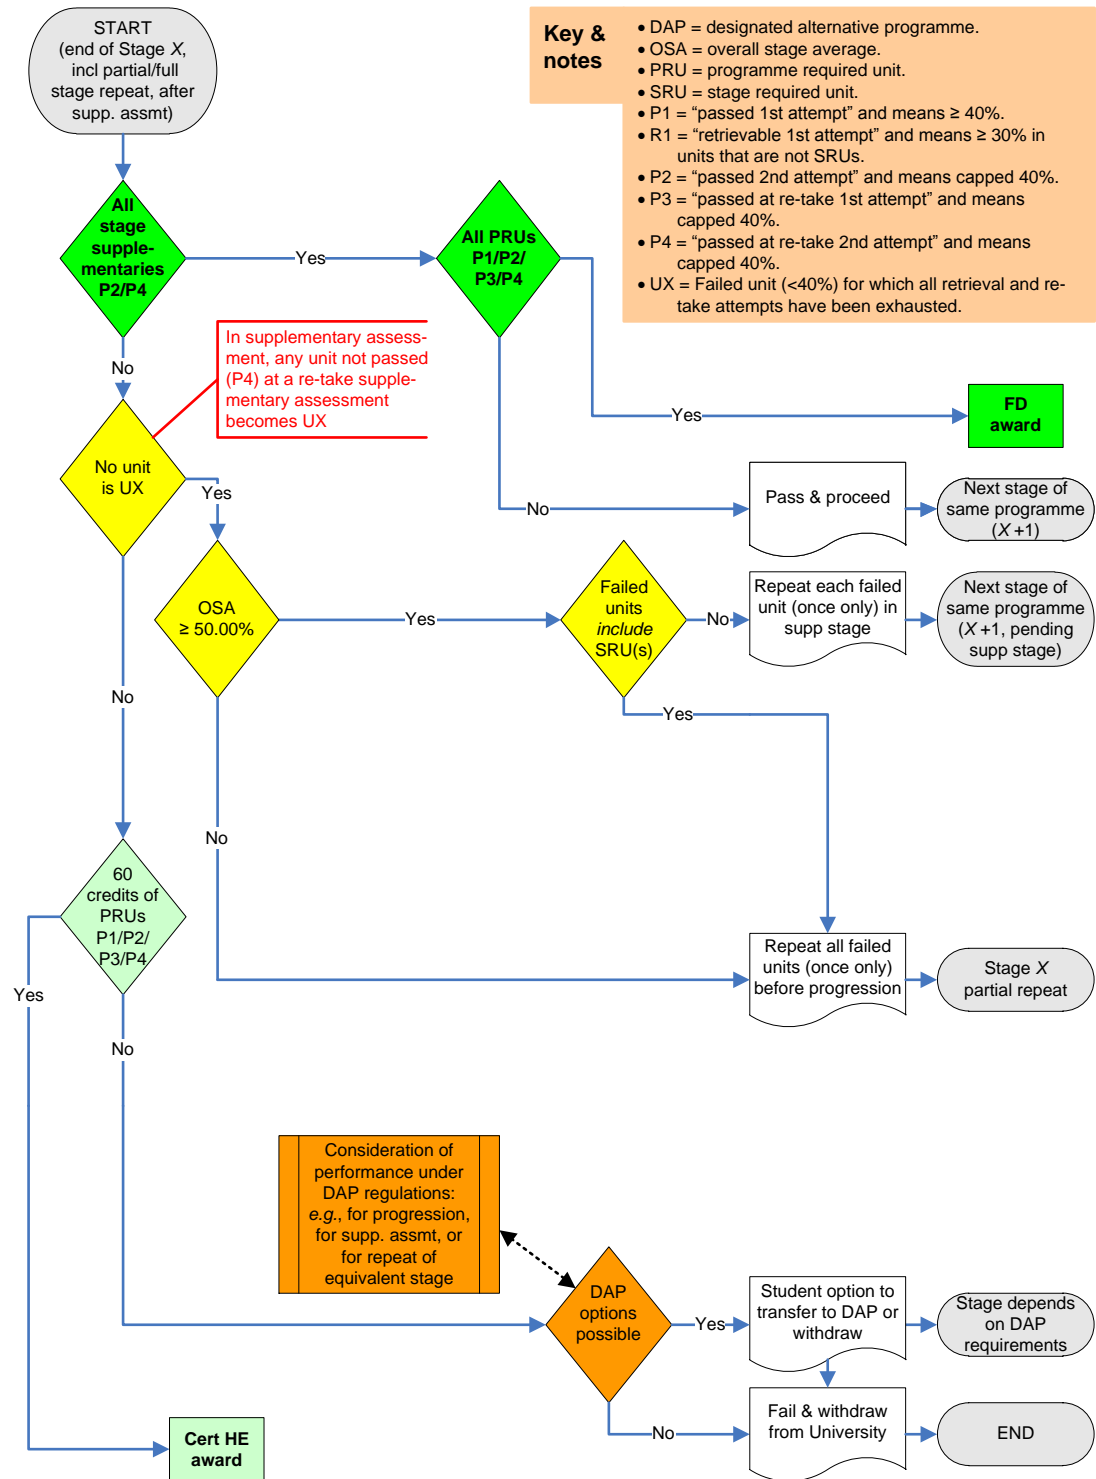 START
(end of Stage X,
incl partial/full
stage repeat, after
supp. assmt)
Key &
notes
• DAP = designated alternative programme.
• OSA = overall stage average.
• PRU = programme required unit.
• SRU = stage required unit.
• P1 = “passed 1st attempt” and means ≥ 40%.
• R1 = “retrievable 1st attempt” and means ≥ 30% in
units that are not SRUs.
• P2 = “passed 2nd attempt” and means capped 40%.
• P3 = “passed at re-take 1st attempt” and means
capped 40%.
• P4 = “passed at re-take 2nd attempt” and means
capped 40%.
• UX = Failed unit (<40%) for which all retrieval and re-
take attempts have been exhausted.
All
stage
supple-
mentaries
P2/P4
Yes
All PRUs
P1/P2/
P3/P4
No
In supplementary assess-
ment, any unit not passed
(P4) at a re-take supple-
mentary assessment
becomes UX
Yes
FD
award
No unit
is UX
Yes
No
Pass & proceed
Next stage of
same programme
(X +1)
OSA
≥ 50.00%
Yes
Failed
units
include
SRU(s)
No
Repeat each failed
unit (once only) in
supp stage
Next stage of
same programme
(X +1, pending
supp stage)
No
Yes
No
60
credits of
PRUs
P1/P2/
P3/P4
Repeat all failed
units (once only)
before progression
Stage X
partial repeat
Yes
No
Consideration of
performance under
DAP regulations:
e.g., for progression,
for supp. assmt, or
for repeat of
equivalent stage
DAP
options
possible
Yes
Student option to
transfer to DAP or
withdraw
Stage depends
on DAP
requirements
No
Fail & withdraw
from University
END
Cert HE
award